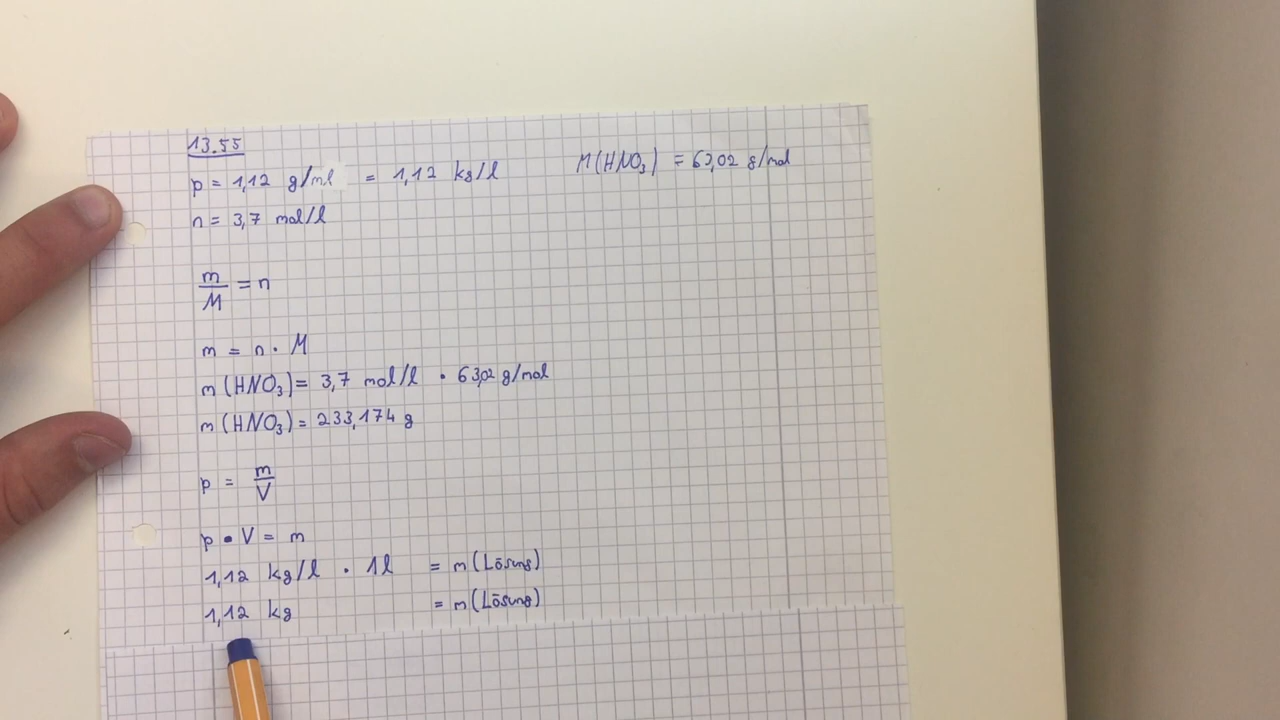 13.55
p = 1,12 g/ml = 1,12 kg/l M(HNO₃) = 63,02 g/mol
n = 3,7 mol/l
m/M = n
m = n · M
m (HNO₃) = 3,7 mol/l · 63,02 g/mol
m (HNO₃) = 233,174 g
p = m/V
p · V = m
1,12 kg/l · 1l = m (Lösung)
1,12 kg = m (Lösung)